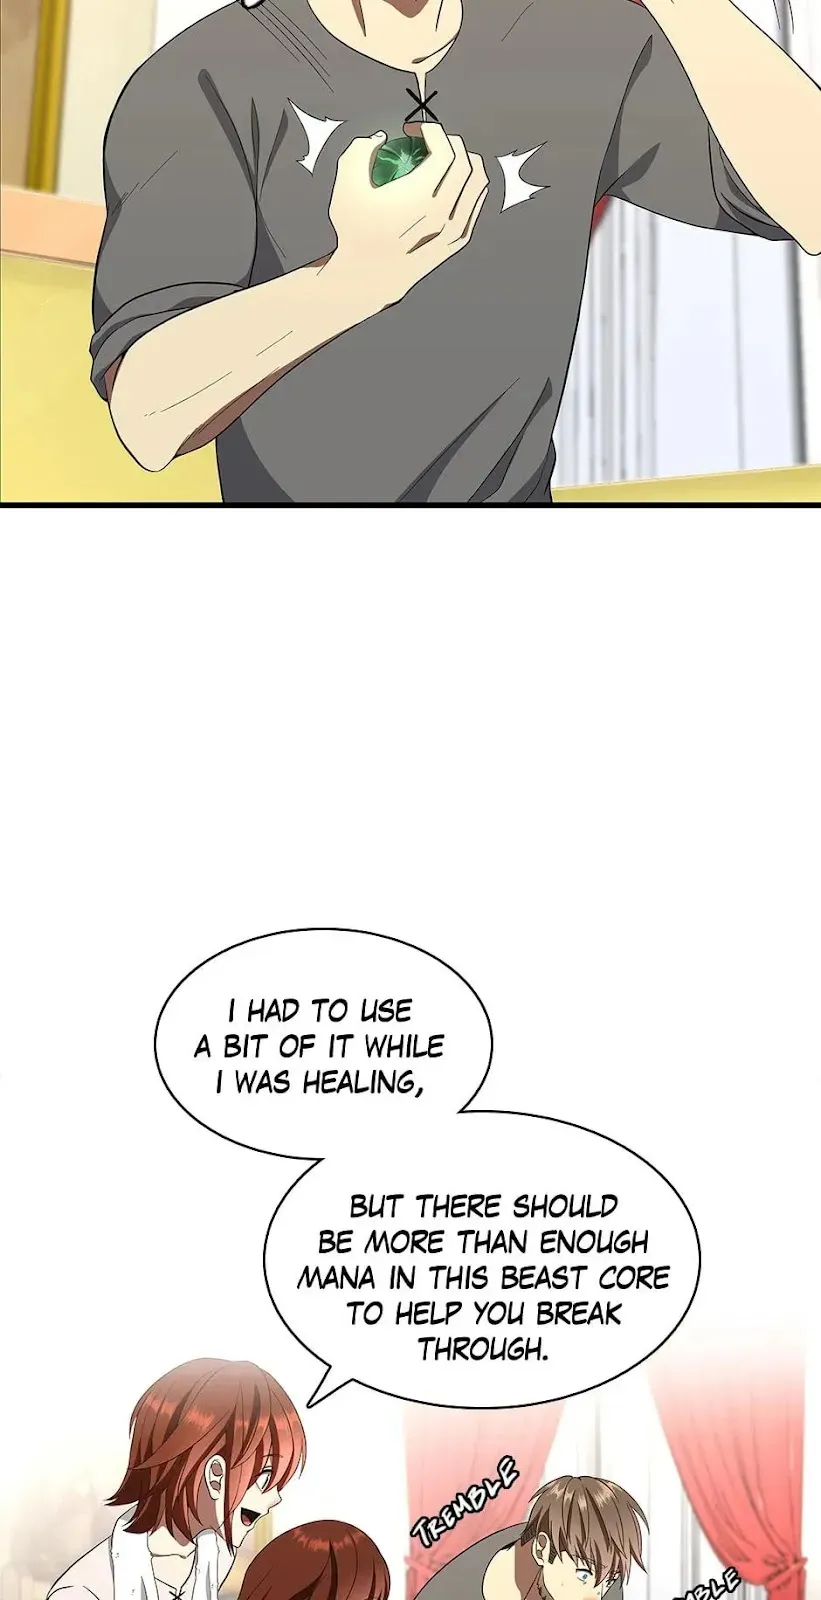 I HAD TO USE
A BIT OF IT WHILE
I WAS HEALING,
BUT THERE SHOULD
BE MORE THAN ENOUGH
MANA IN THIS BEAST CORE
TO HELP YOU BREAK
THROUGH.
TREMBLE
TREMBLE